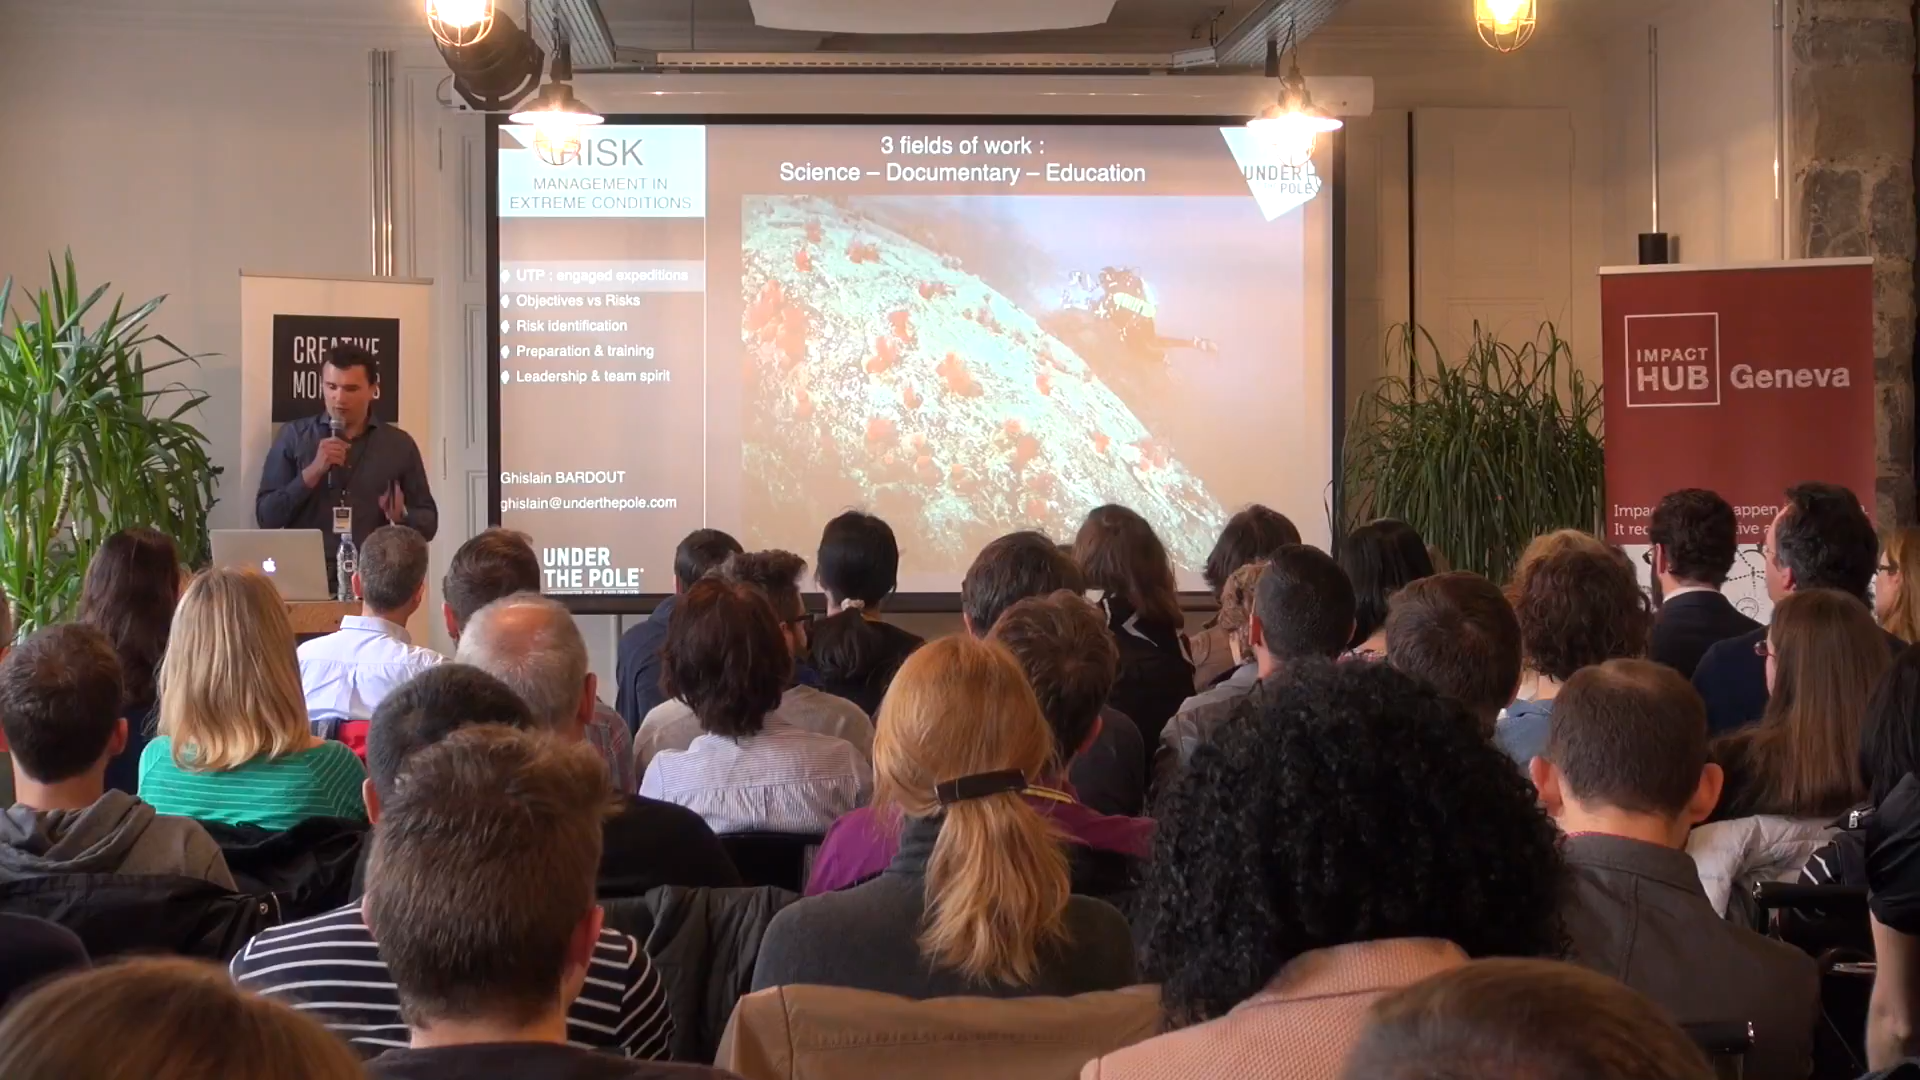 RISK
MANAGEMENT IN
EXTREME CONDITIONS
UTP : engaged expeditions
Objectives vs Risks
Risk identification
Preparation & training
Leadership & team spirit
Ghislain BARDOUT
ghislain@underthepole.com
UNDER
THE POLE
3 fields of work :
Science – Documentary – Education
UNDER
POLE
IMPACT
HUB Geneva